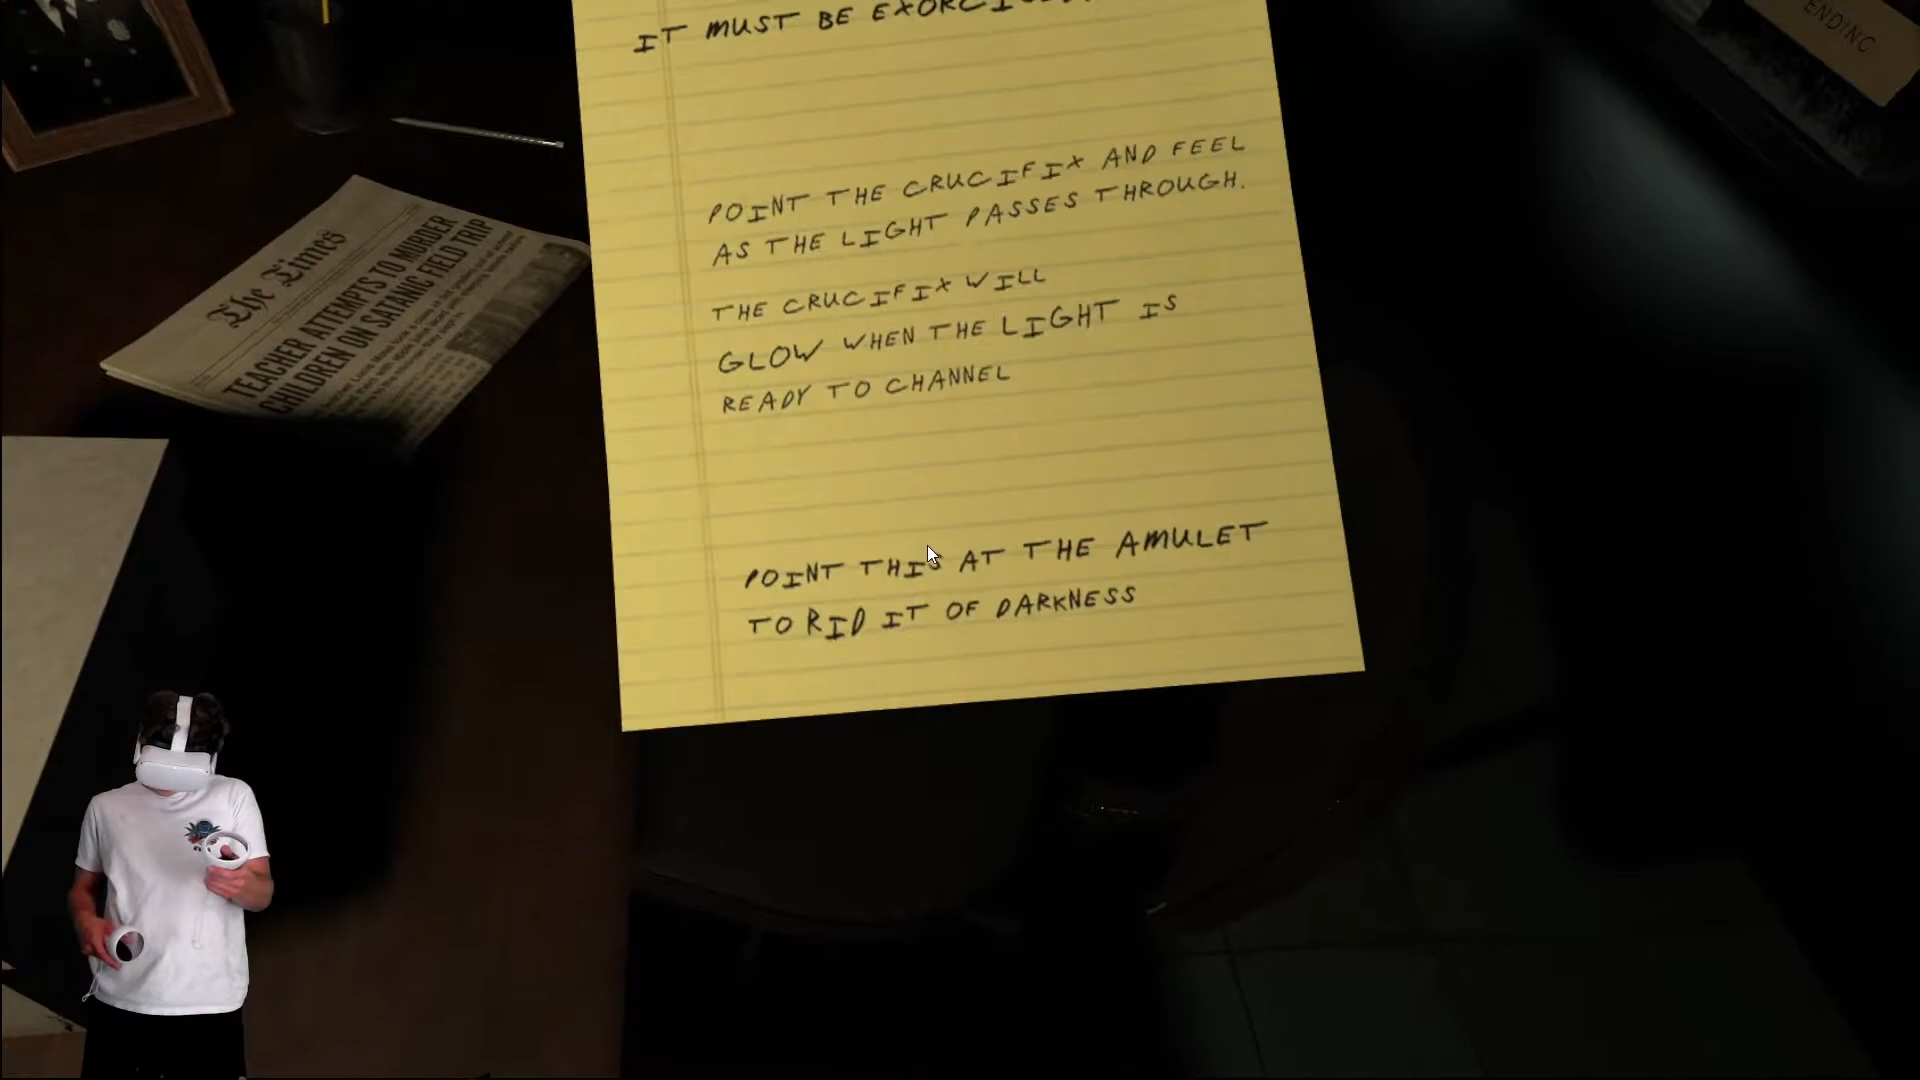 IT MUST BE
POINT THE CRUCIFIX AND FEEL
AS THE LIGHT PASSES THROUGH.
THE CRUCIFIX WILL
GLOW WHEN THE LIGHT IS
READY TO CHANNEL
POINT THIS AT THE AMULET
TO RID IT OF DARKNESS
The Times
TEACHER ATTEMPTS TO MURDER
CHILDREN ON SATANIC FIELD TRIP
ENDING